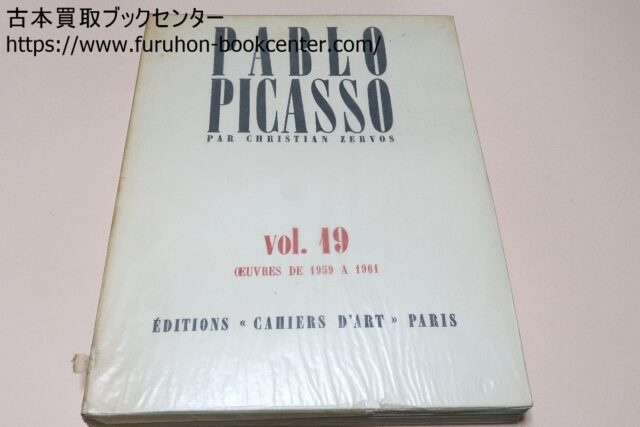 古本買取ブックセンター
https://www.furuhon-bookcenter.com/
PABLO
PICASSO
PAR CHRISTIAN ZERVOS
vol. 19
ŒUVRES DE 1959 A 1961
ÉDITIONS « CAHIERS D'ART » PARIS